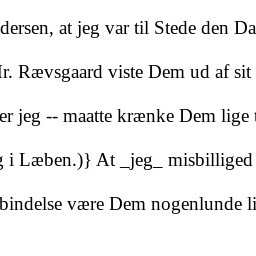 dersen, at jeg var til Stede den Da
r. Rævsgaard viste Dem ud af sit
er jeg -- maatte krænke Dem lige
g i Læben.)} At _jeg_ misbilliged
bindelse være Dem nogenlunde li